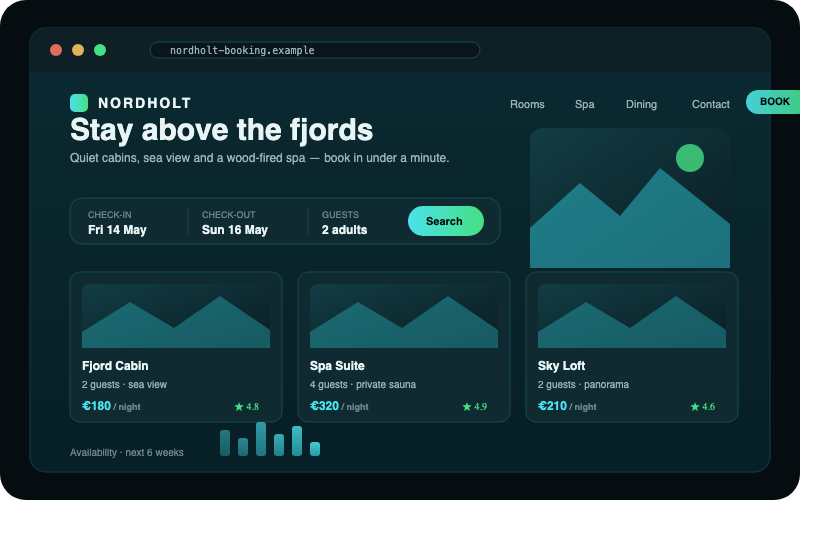 nordholt-booking.example
NORDHOLT
Rooms Spa Dining Contact BOOK
Stay above the fjords
Quiet cabins, sea view and a wood-fired spa — book in under a minute.
CHECK-IN CHECK-OUT GUESTS
Fri 14 May Sun 16 May 2 adults Search
Fjord Cabin
2 guests · sea view
€180 / night ★ 4.8
Spa Suite
4 guests · private sauna
€320 / night ★ 4.9
Sky Loft
2 guests · panorama
€210 / night ★ 4.6
Availability · next 6 weeks